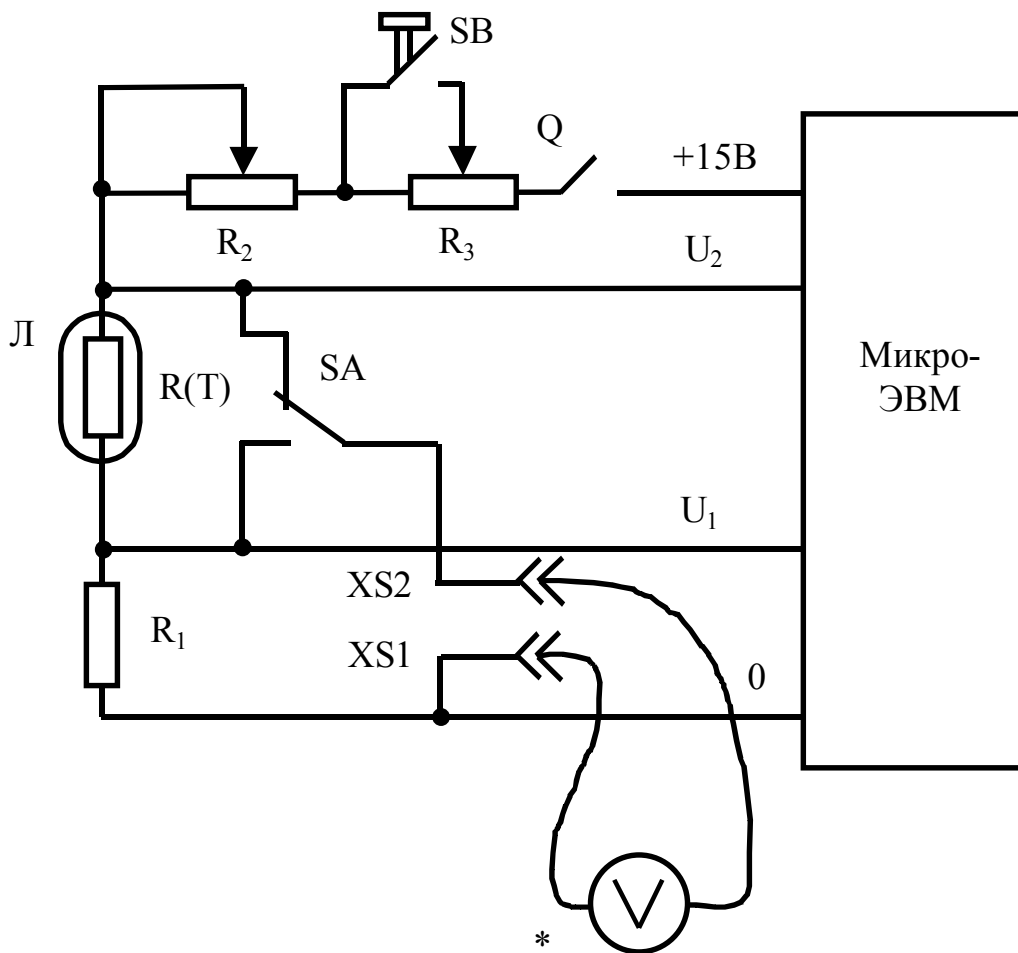 SB
Q
+15В
R₂
R₃
U₂
Л
R(T)
SA
Микро-
ЭВМ
U₁
XS2
R₁
XS1
0
V
*